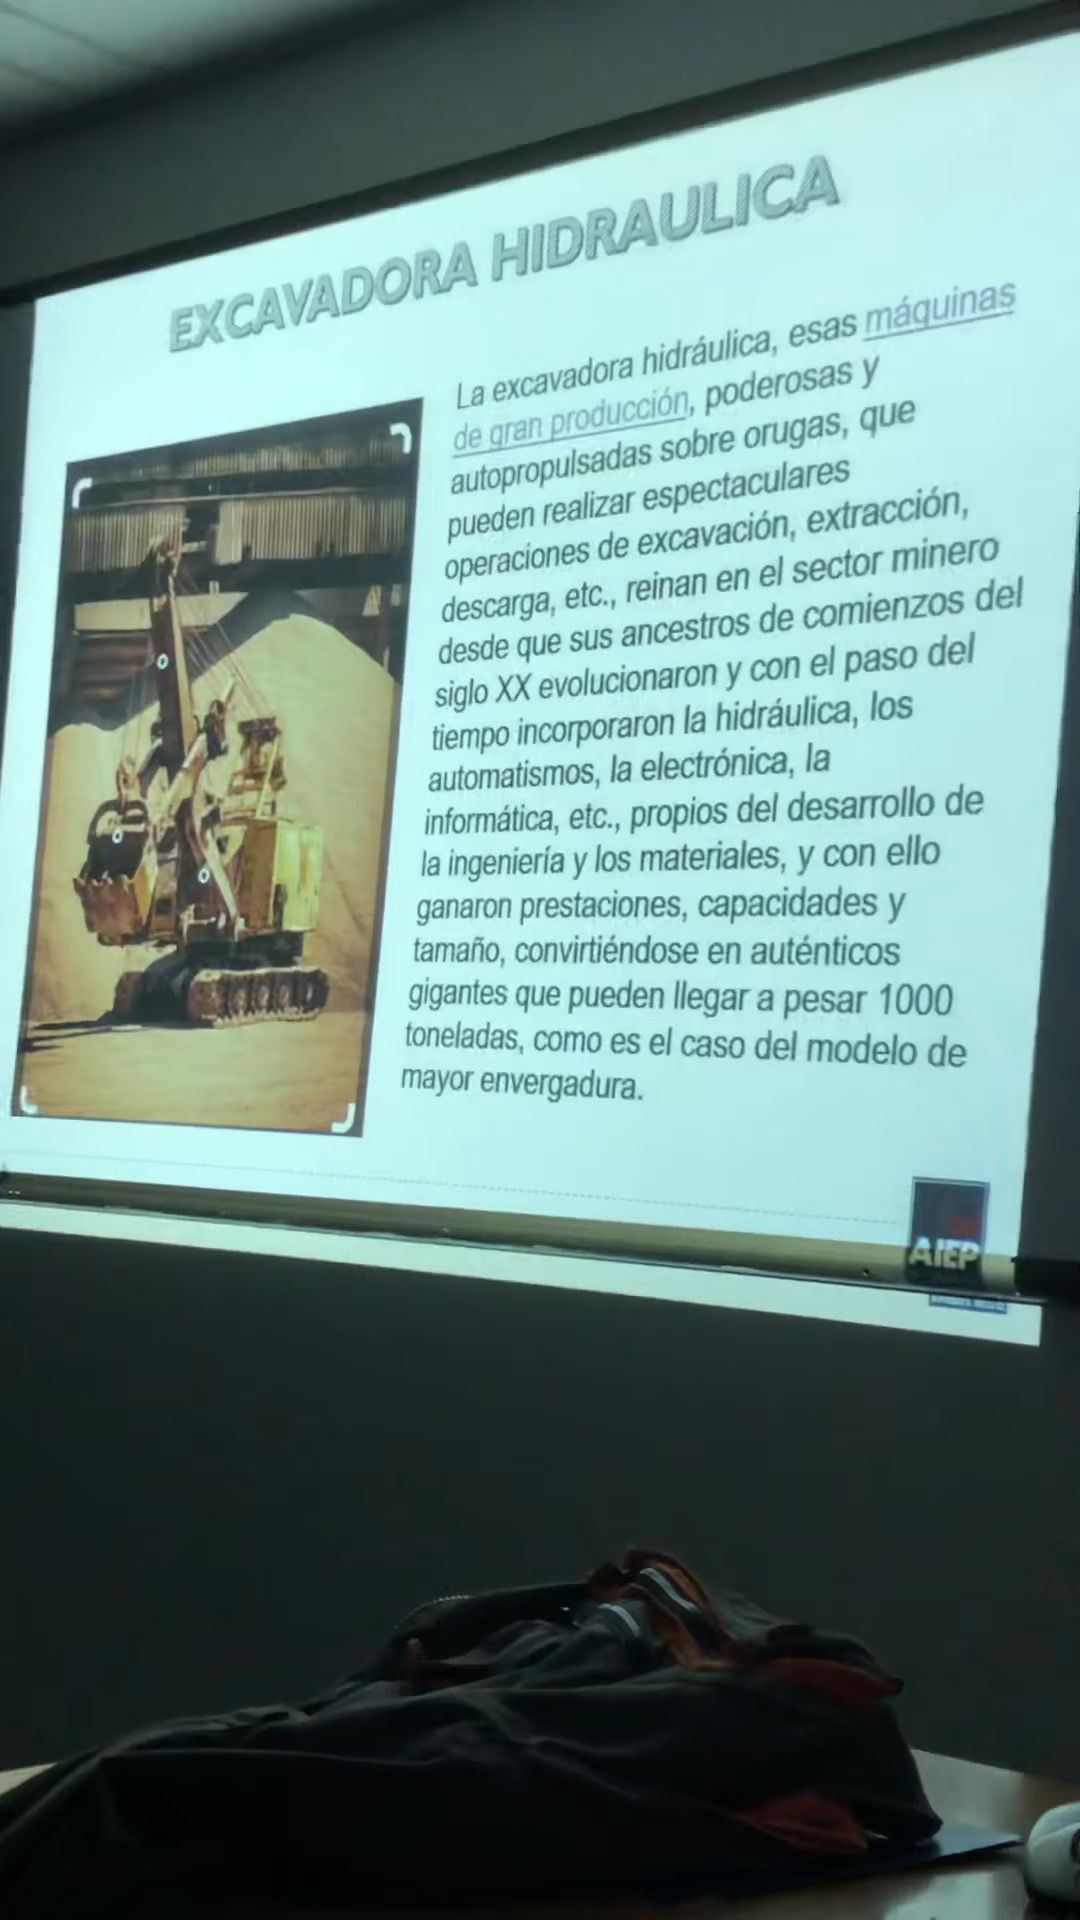 EXCAVADORA HIDRAULICA
La excavadora hidráulica, esas máquinas
de gran producción, poderosas y
autopropulsadas sobre orugas, que
pueden realizar espectaculares
operaciones de excavación, extracción,
descarga, etc., reinan en el sector minero
desde que sus ancestros de comienzos del
siglo XX evolucionaron y con el paso del
tiempo incorporaron la hidráulica, los
automatismos, la electrónica, la
informática, etc., propios del desarrollo de
la ingeniería y los materiales, y con ello
ganaron prestaciones, capacidades y
tamaño, convirtiéndose en auténticos
gigantes que pueden llegar a pesar 1000
toneladas, como es el caso del modelo de
mayor envergadura.
AIEP